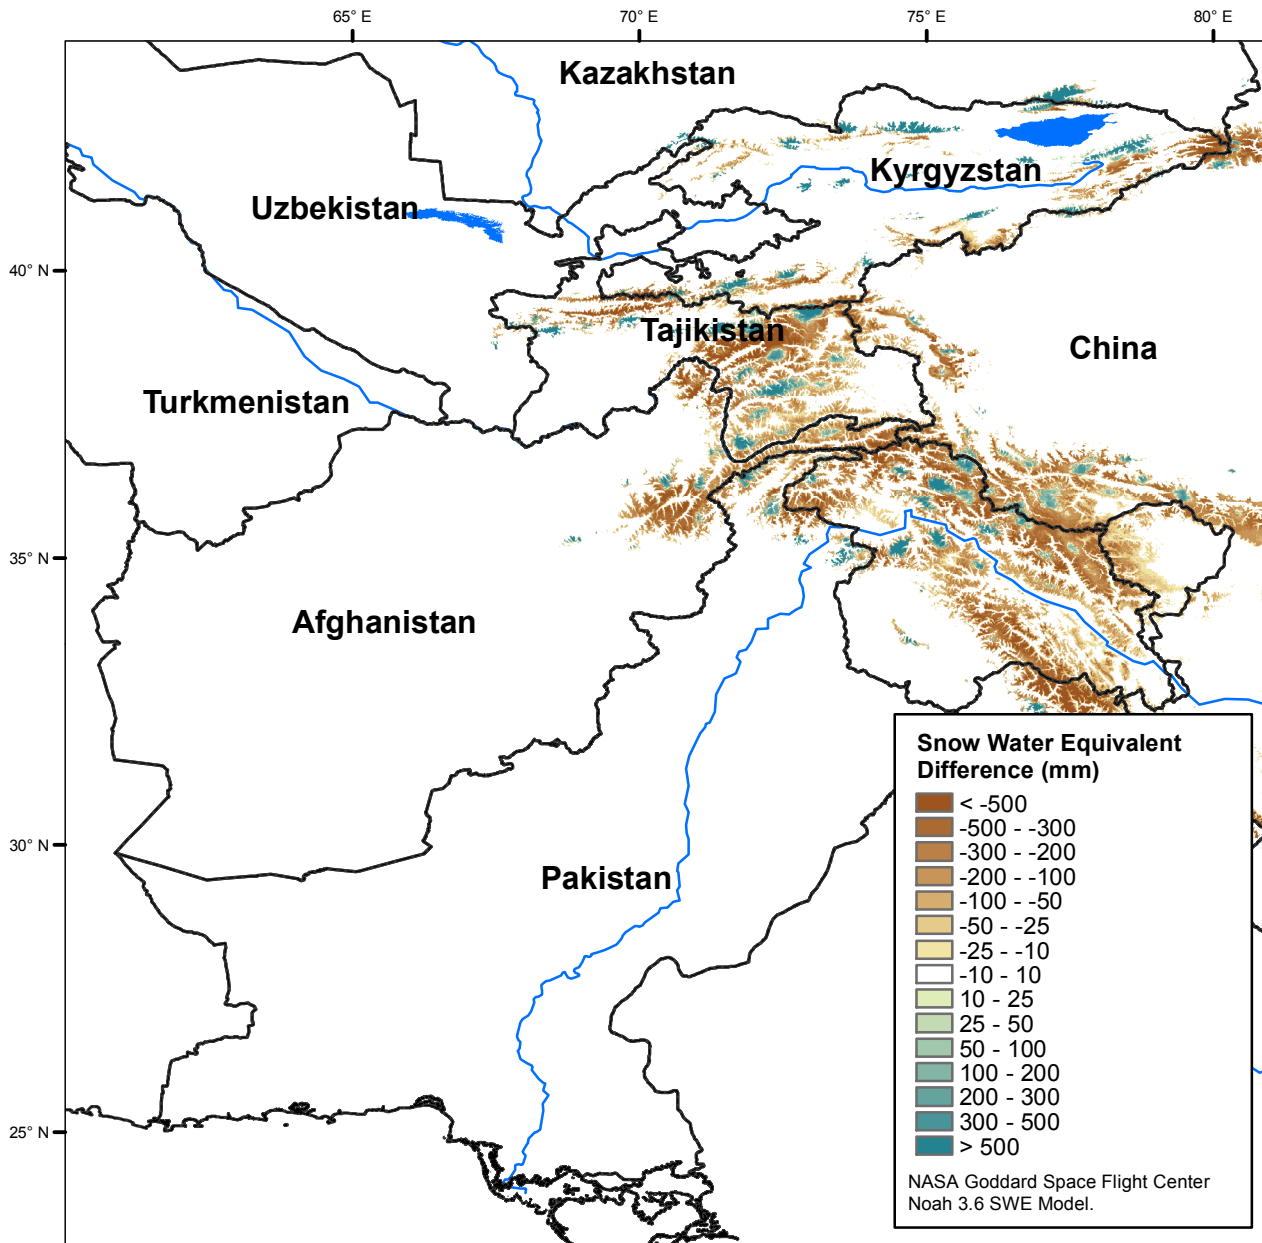 65° E
70° E
75° E
80° E
Kazakhstan
Kyrgyzstan
Uzbekistan
40° N
Tajikistan
China
Turkmenistan
35° N
Afghanistan
30° N
Pakistan
25° N
Snow Water Equivalent
Difference (mm)
< -500
-500 - -300
-300 - -200
-200 - -100
-100 - -50
-50 - -25
-25 - -10
-10 - 10
10 - 25
25 - 50
50 - 100
100 - 200
200 - 300
300 - 500
> 500
NASA Goddard Space Flight Center
Noah 3.6 SWE Model.